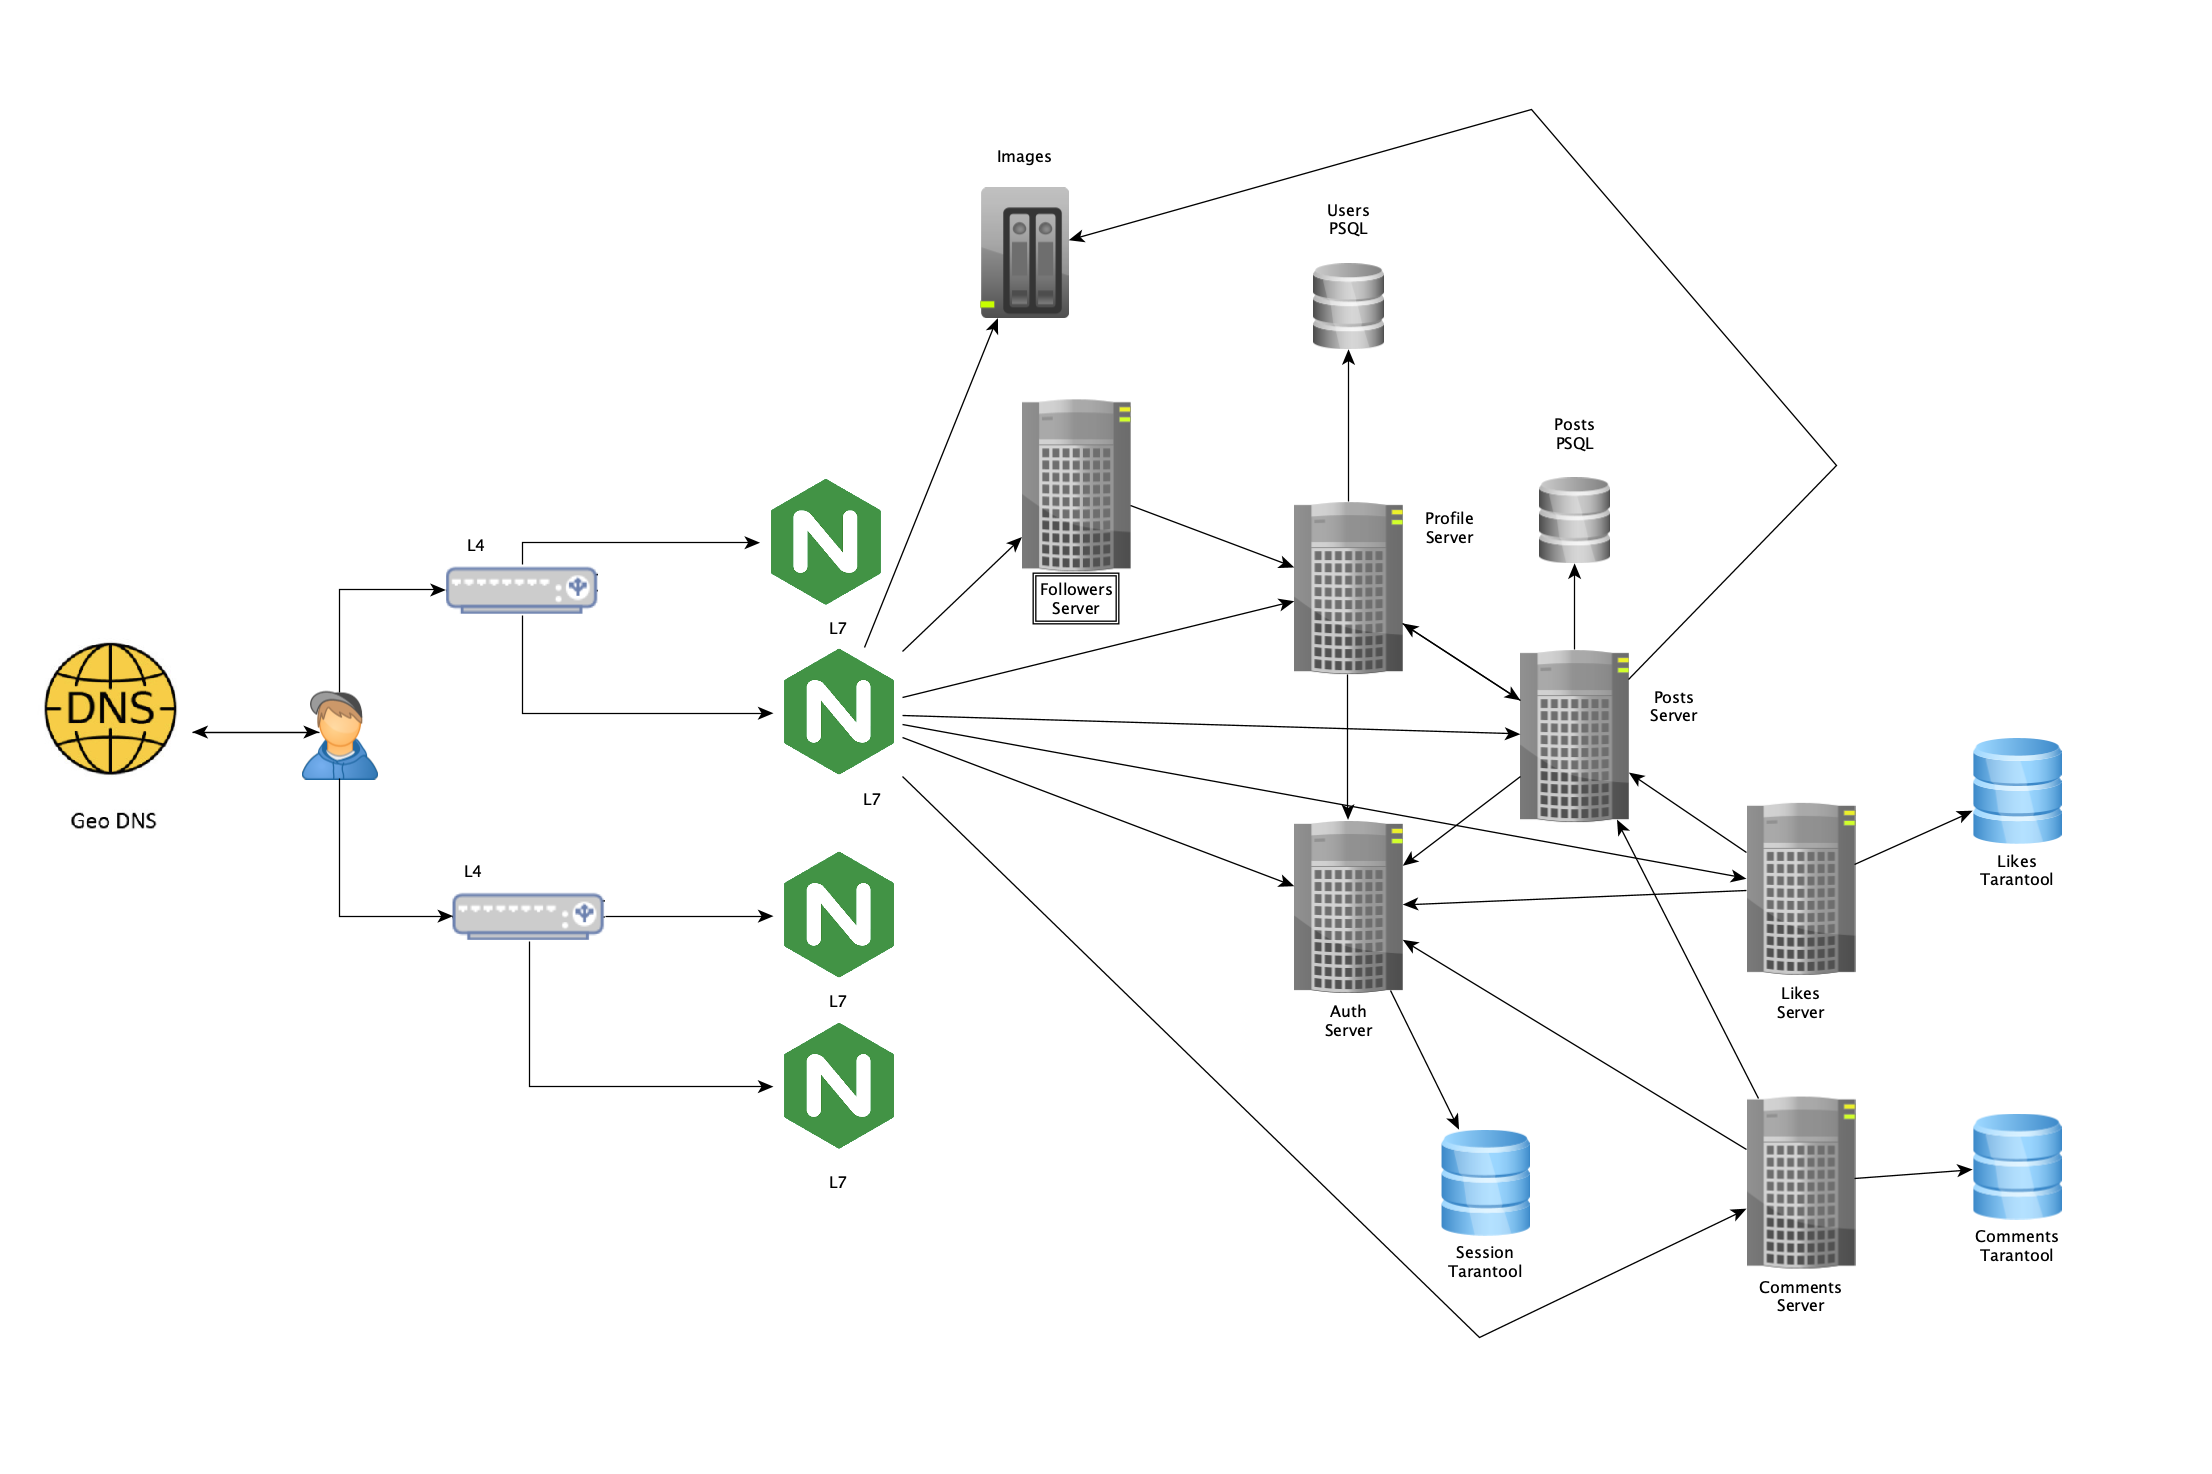 Images
Users
PSQL
Posts
PSQL
Profile
Server
L4
Followers
Server
L7
DNS
Posts
Server
Geo DNS
L7
L4
Likes
Tarantool
Likes
Server
L7
Auth
Server
L7
Session
Tarantool
Comments
Tarantool
Comments
Server